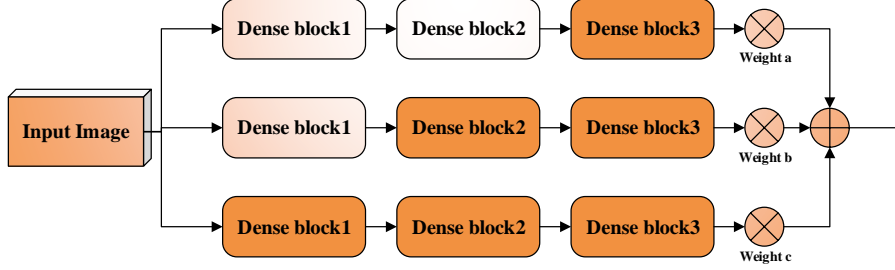 Dense block1
Dense block2
Dense block3
Weight a
Input Image
Dense block1
Dense block2
Dense block3
Weight b
Dense block1
Dense block2
Dense block3
Weight c